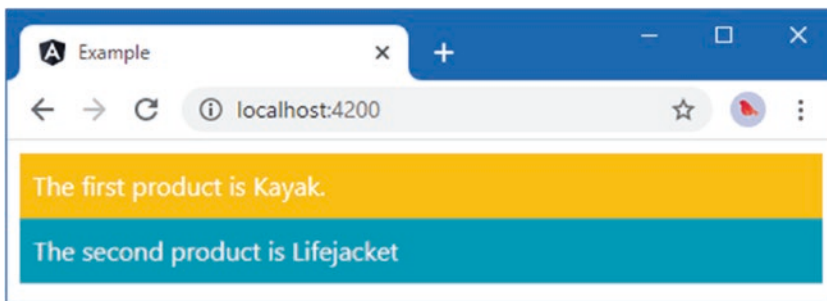 Example
localhost:4200
The first product is Kayak.
The second product is Lifejacket